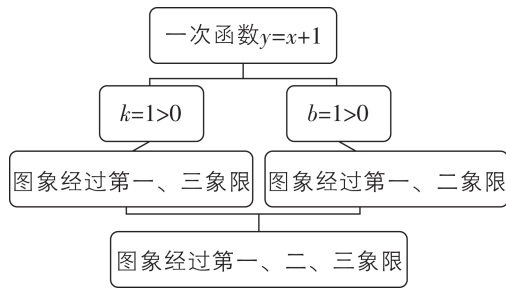 一次函数y=x+1
k=1>0
b=1>0
图象经过第一、三象限
图象经过第一、二象限
图象经过第一、二、三象限